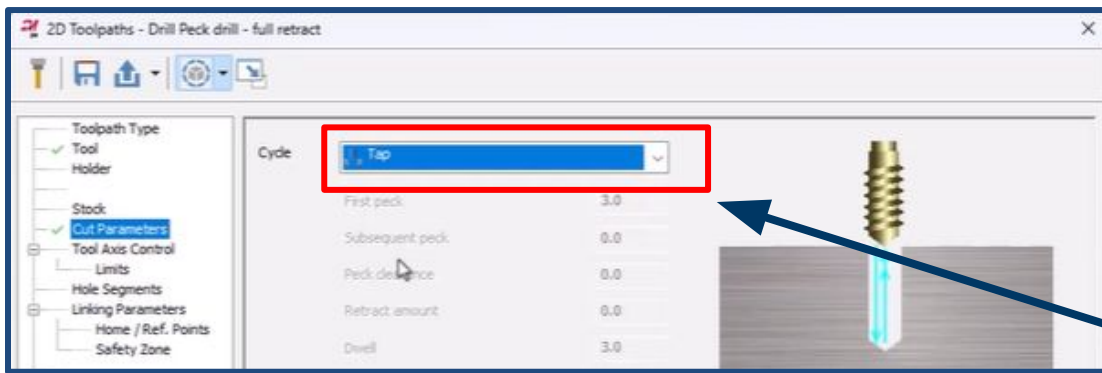 2D Toolpaths - Drill Peck drill - full retract
Toolpath Type
Tool
Holder
Stock
Cut Parameters
Tool Axis Control
Limits
Hole Segments
Linking Parameters
Home / Ref. Points
Safety Zone
Cycle Tap
First peck 3.0
Subsequent peck 0.0
Peck clearance 0.0
Retract amount 0.0
Dwell 3.0